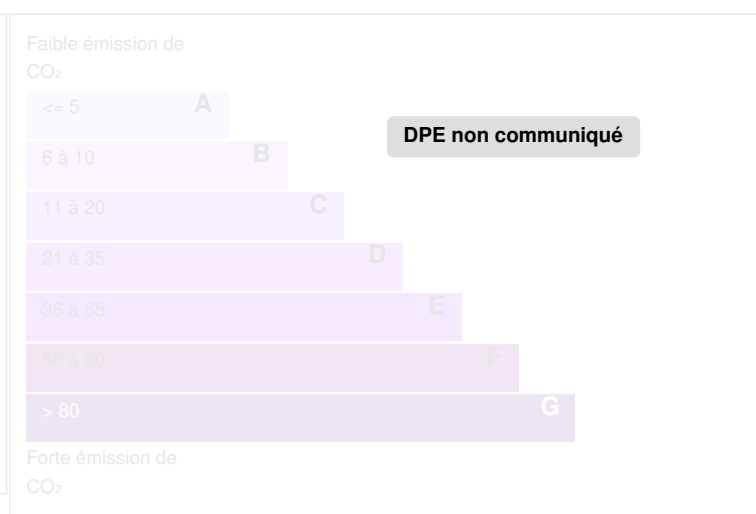 Faible émission de
CO₂
<= 5 A
DPE non communiqué
6 à 10 B
11 à 20 C
21 à 35 D
36 à 55 E
56 à 80 F
> 80 G
Forte émission de
CO₂